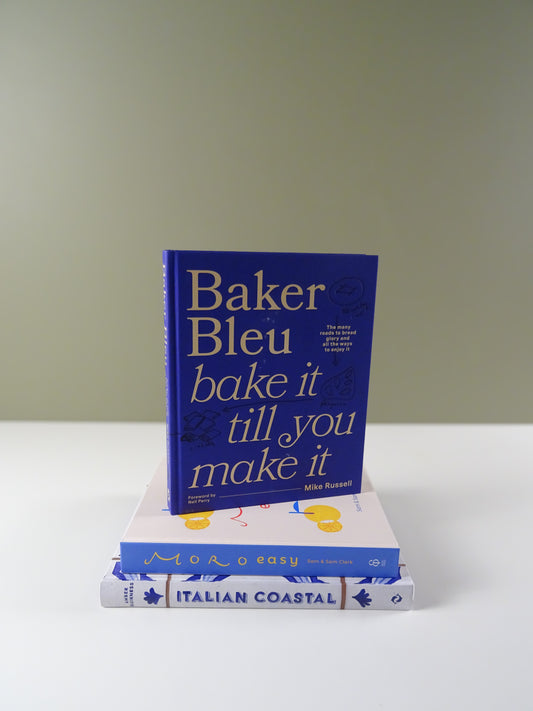 Baker
Bleu
bake it
till you
make it
The many
roads to bread
glory and
all the ways
to enjoy it
Foreword by
Neil Perry
Mike Russell
MORO easy
Sam & Sam Clark
ITALIAN COASTAL